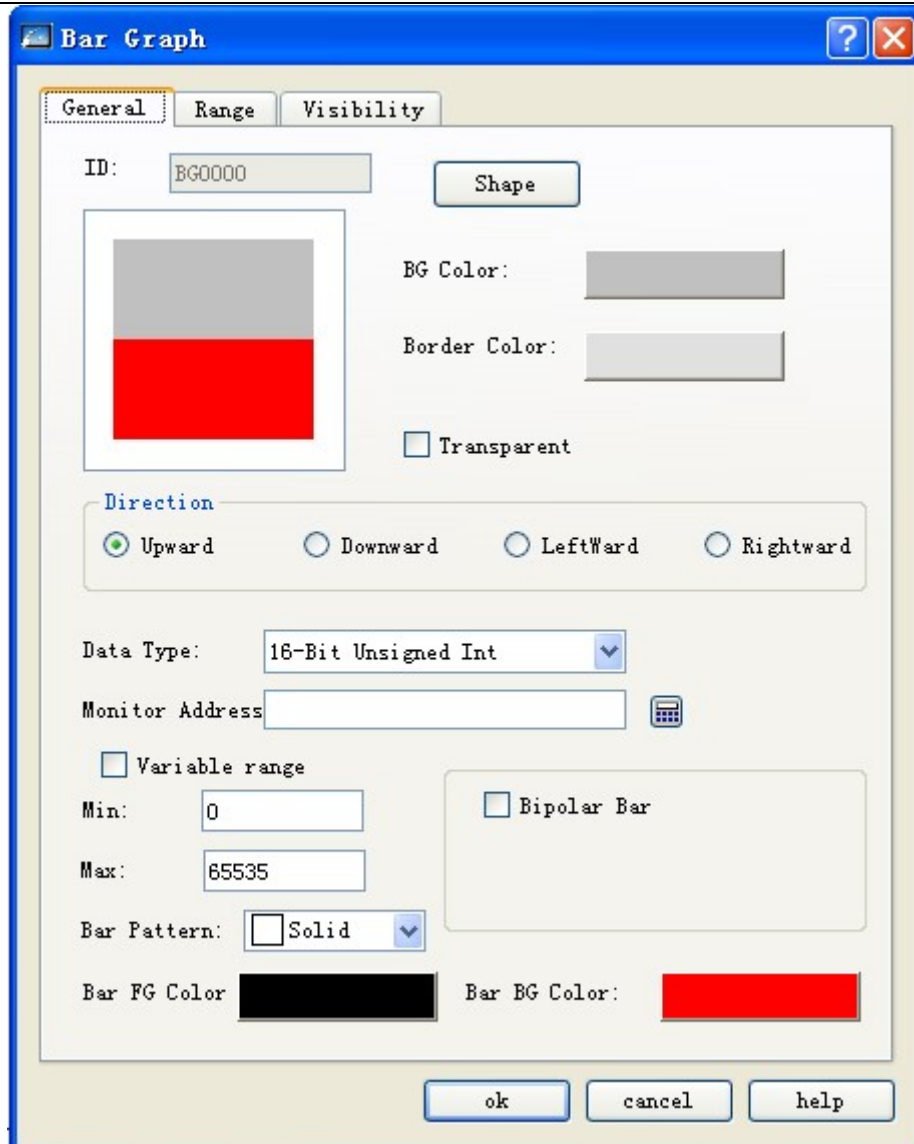 Bar Graph
General Range Visibility
ID: BG0000 Shape
BG Color:
Border Color:
Transparent
Direction
Upward Downward LeftWard Rightward
Data Type: 16-Bit Unsigned Int
Monitor Address
Variable range
Min: 0 Bipolar Bar
Max: 65535
Bar Pattern: Solid
Bar FG Color Bar BG Color:
ok cancel help